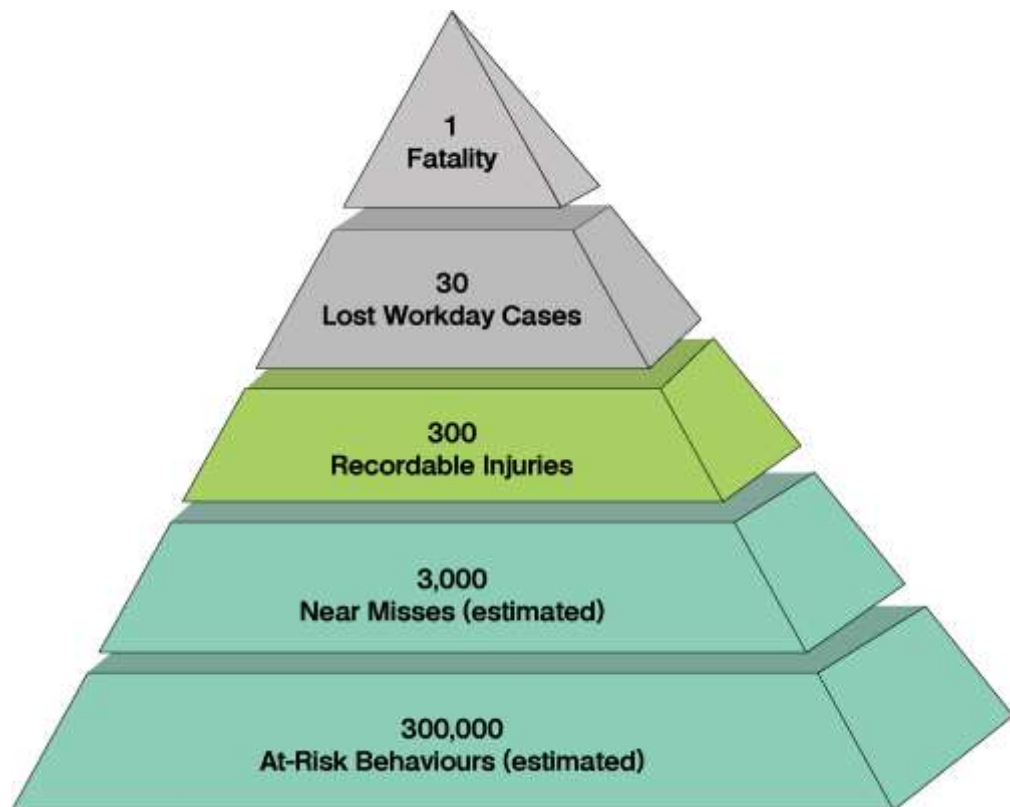 1
Fatality
30
Lost Workday Cases
300
Recordable Injuries
3,000
Near Misses (estimated)
300,000
At-Risk Behaviours (estimated)